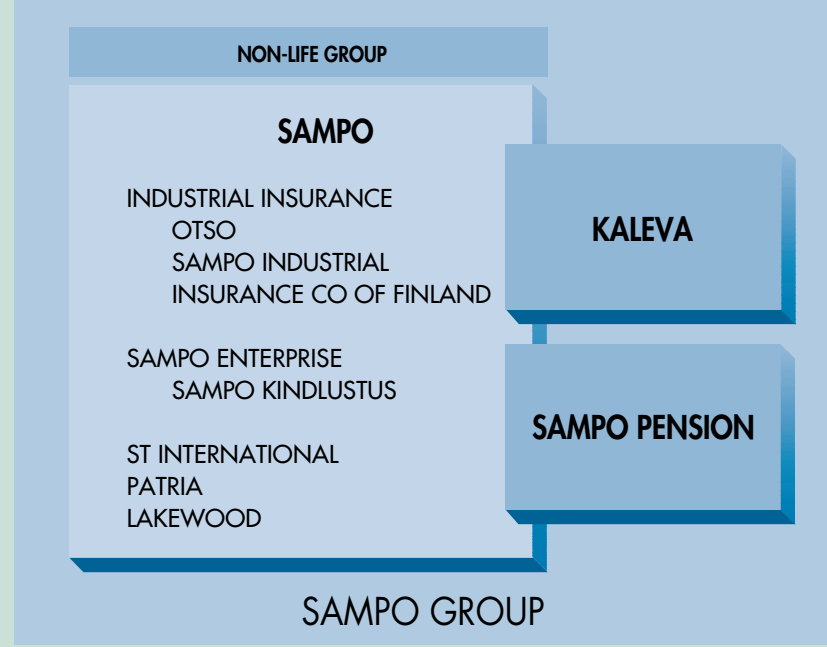 NON-LIFE GROUP
SAMPO
INDUSTRIAL INSURANCE
OTSO
SAMPO INDUSTRIAL
INSURANCE CO OF FINLAND
SAMPO ENTERPRISE
SAMPO KINDLUSTUS
ST INTERNATIONAL
PATRIA
LAKEWOOD
KALEVA
SAMPO PENSION
SAMPO GROUP